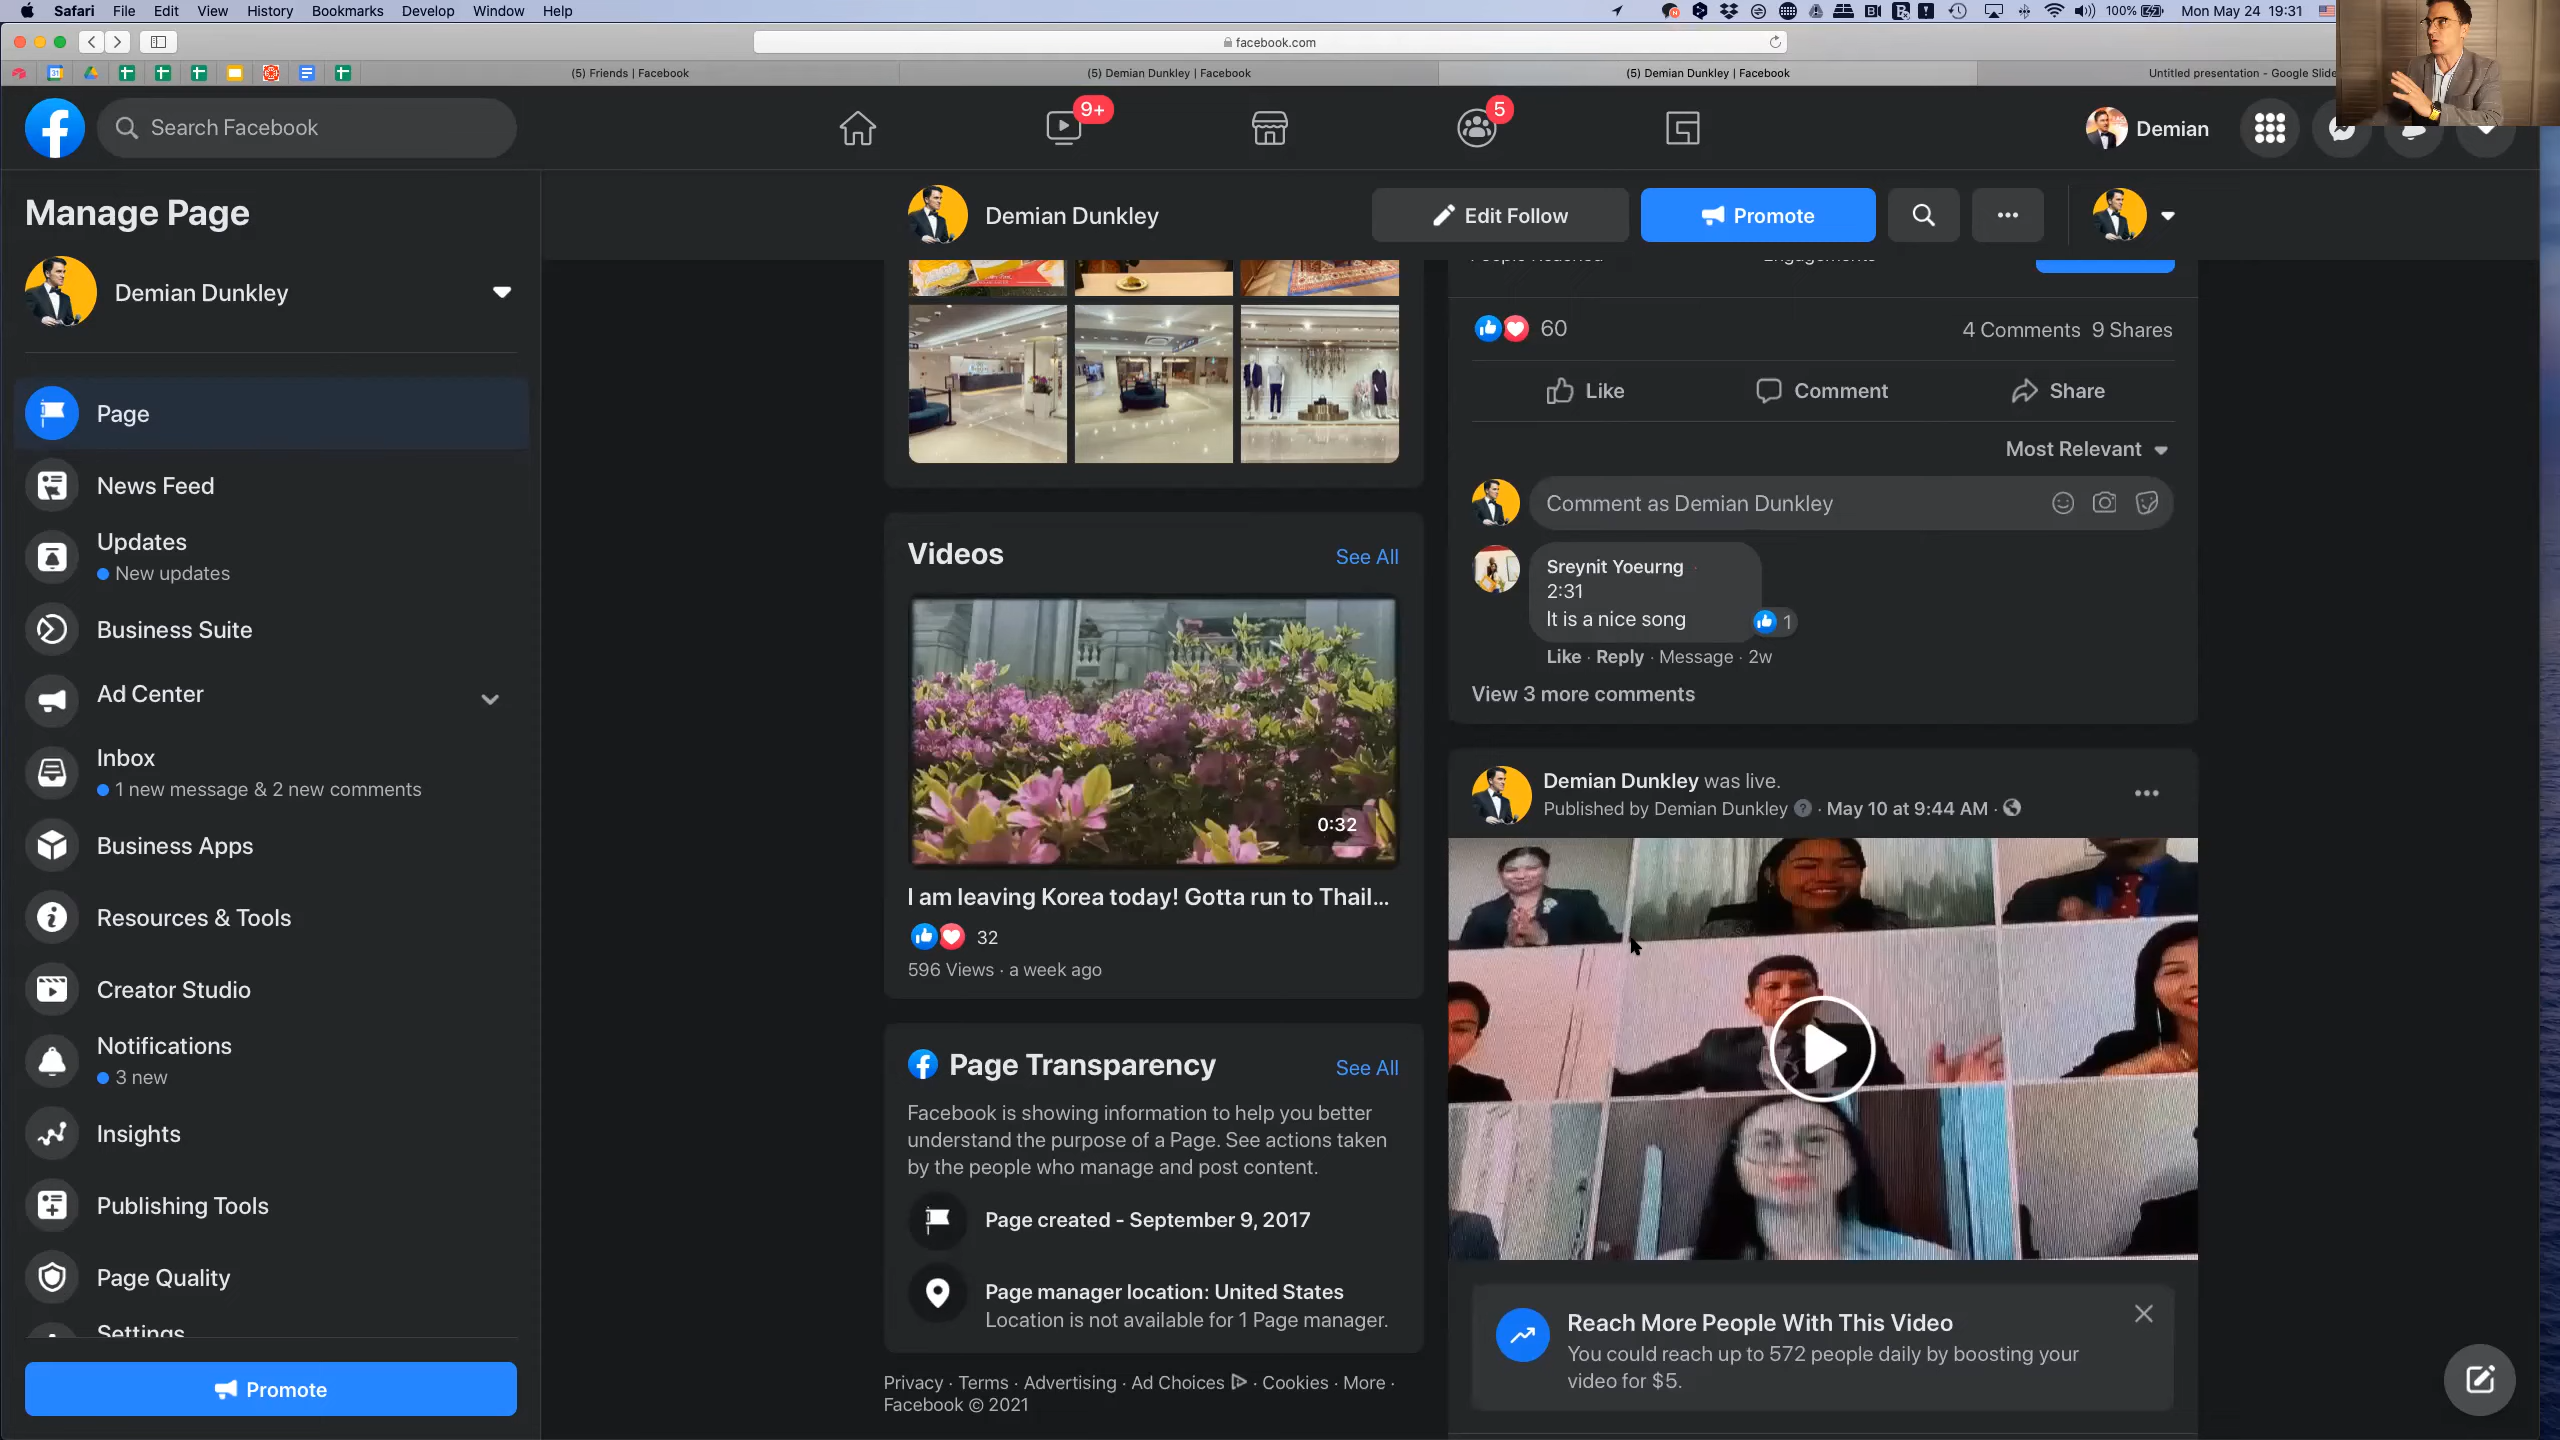 Safari File Edit View History Bookmarks Develop Window Help
100% Mon May 24 19:31
facebook.com
(5) Friends | Facebook
(5) Demian Dunkley | Facebook
(5) Demian Dunkley | Facebook
Untitled presentation - Google Slide
Search Facebook
9+
5
Demian
Manage Page
Demian Dunkley
Page
News Feed
Updates
New updates
Business Suite
Ad Center
Inbox
1 new message & 2 new comments
Business Apps
Resources & Tools
Creator Studio
Notifications
3 new
Insights
Publishing Tools
Page Quality
Settings
Promote
Demian Dunkley
Edit Follow
Promote
Videos
See All
0:32
I am leaving Korea today! Gotta run to Thail...
32
596 Views · a week ago
Page Transparency
See All
Facebook is showing information to help you better
understand the purpose of a Page. See actions taken
by the people who manage and post content.
Page created - September 9, 2017
Page manager location: United States
Location is not available for 1 Page manager.
Privacy · Terms · Advertising · Ad Choices · Cookies · More ·
Facebook © 2021
People Reached
Engagements
60
4 Comments 9 Shares
Like
Comment
Share
Most Relevant
Comment as Demian Dunkley
Sreynit Yoeurng ·
2:31
It is a nice song
1
Like · Reply · Message · 2w
View 3 more comments
Demian Dunkley was live.
Published by Demian Dunkley · May 10 at 9:44 AM ·
Reach More People With This Video
You could reach up to 572 people daily by boosting your
video for $5.